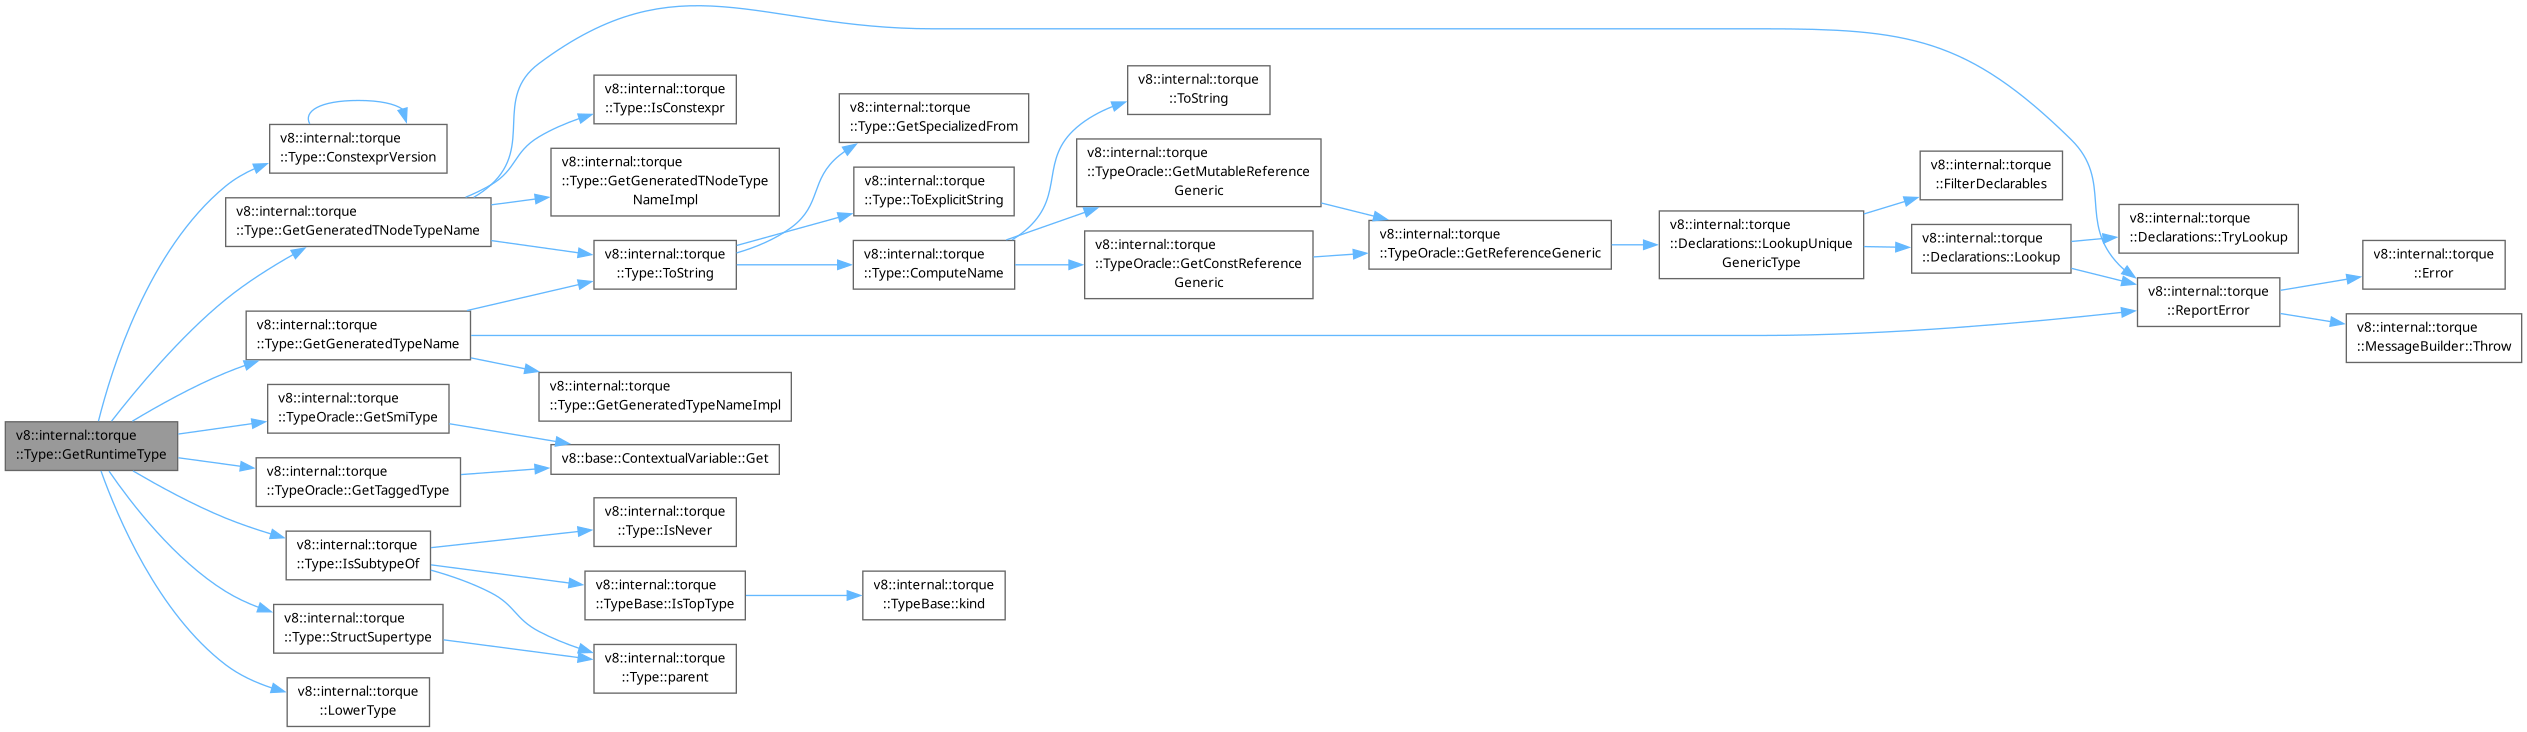 v8::internal::torque
::Type::GetRuntimeType
v8::internal::torque
::Type::ConstexprVersion
v8::internal::torque
::Type::GetGeneratedTNodeTypeName
v8::internal::torque
::Type::GetGeneratedTypeName
v8::internal::torque
::TypeOracle::GetSmiType
v8::internal::torque
::TypeOracle::GetTaggedType
v8::internal::torque
::Type::IsSubtypeOf
v8::internal::torque
::Type::StructSupertype
v8::internal::torque
::LowerType
v8::internal::torque
::Type::IsConstexpr
v8::internal::torque
::Type::GetGeneratedTNodeType
NameImpl
v8::internal::torque
::Type::ToString
v8::internal::torque
::Type::GetGeneratedTypeNameImpl
v8::base::ContextualVariable::Get
v8::internal::torque
::Type::IsNever
v8::internal::torque
::TypeBase::IsTopType
v8::internal::torque
::Type::parent
v8::internal::torque
::Type::GetSpecializedFrom
v8::internal::torque
::Type::ToExplicitString
v8::internal::torque
::Type::ComputeName
v8::internal::torque
::TypeBase::kind
v8::internal::torque
::ToString
v8::internal::torque
::TypeOracle::GetMutableReference
Generic
v8::internal::torque
::TypeOracle::GetConstReference
Generic
v8::internal::torque
::TypeOracle::GetReferenceGeneric
v8::internal::torque
::Declarations::LookupUnique
GenericType
v8::internal::torque
::FilterDeclarables
v8::internal::torque
::Declarations::Lookup
v8::internal::torque
::Declarations::TryLookup
v8::internal::torque
::ReportError
v8::internal::torque
::Error
v8::internal::torque
::MessageBuilder::Throw